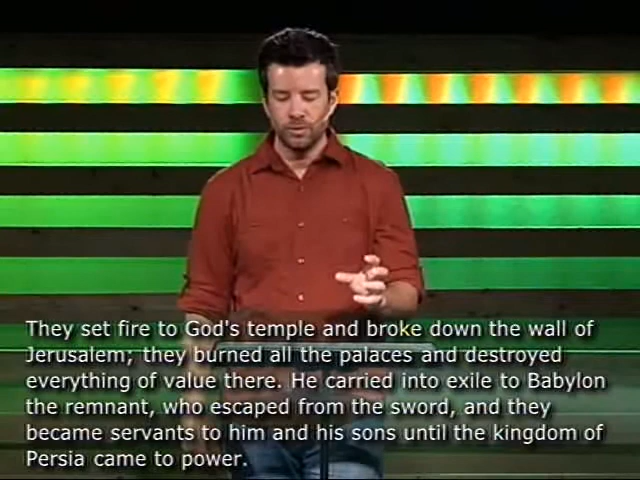 They set fire to God's temple and broke down the wall of
Jerusalem; they burned all the palaces and destroyed
everything of value there. He carried into exile to Babylon
the remnant, who escaped from the sword, and they
became servants to him and his sons until the kingdom of
Persia came to power.